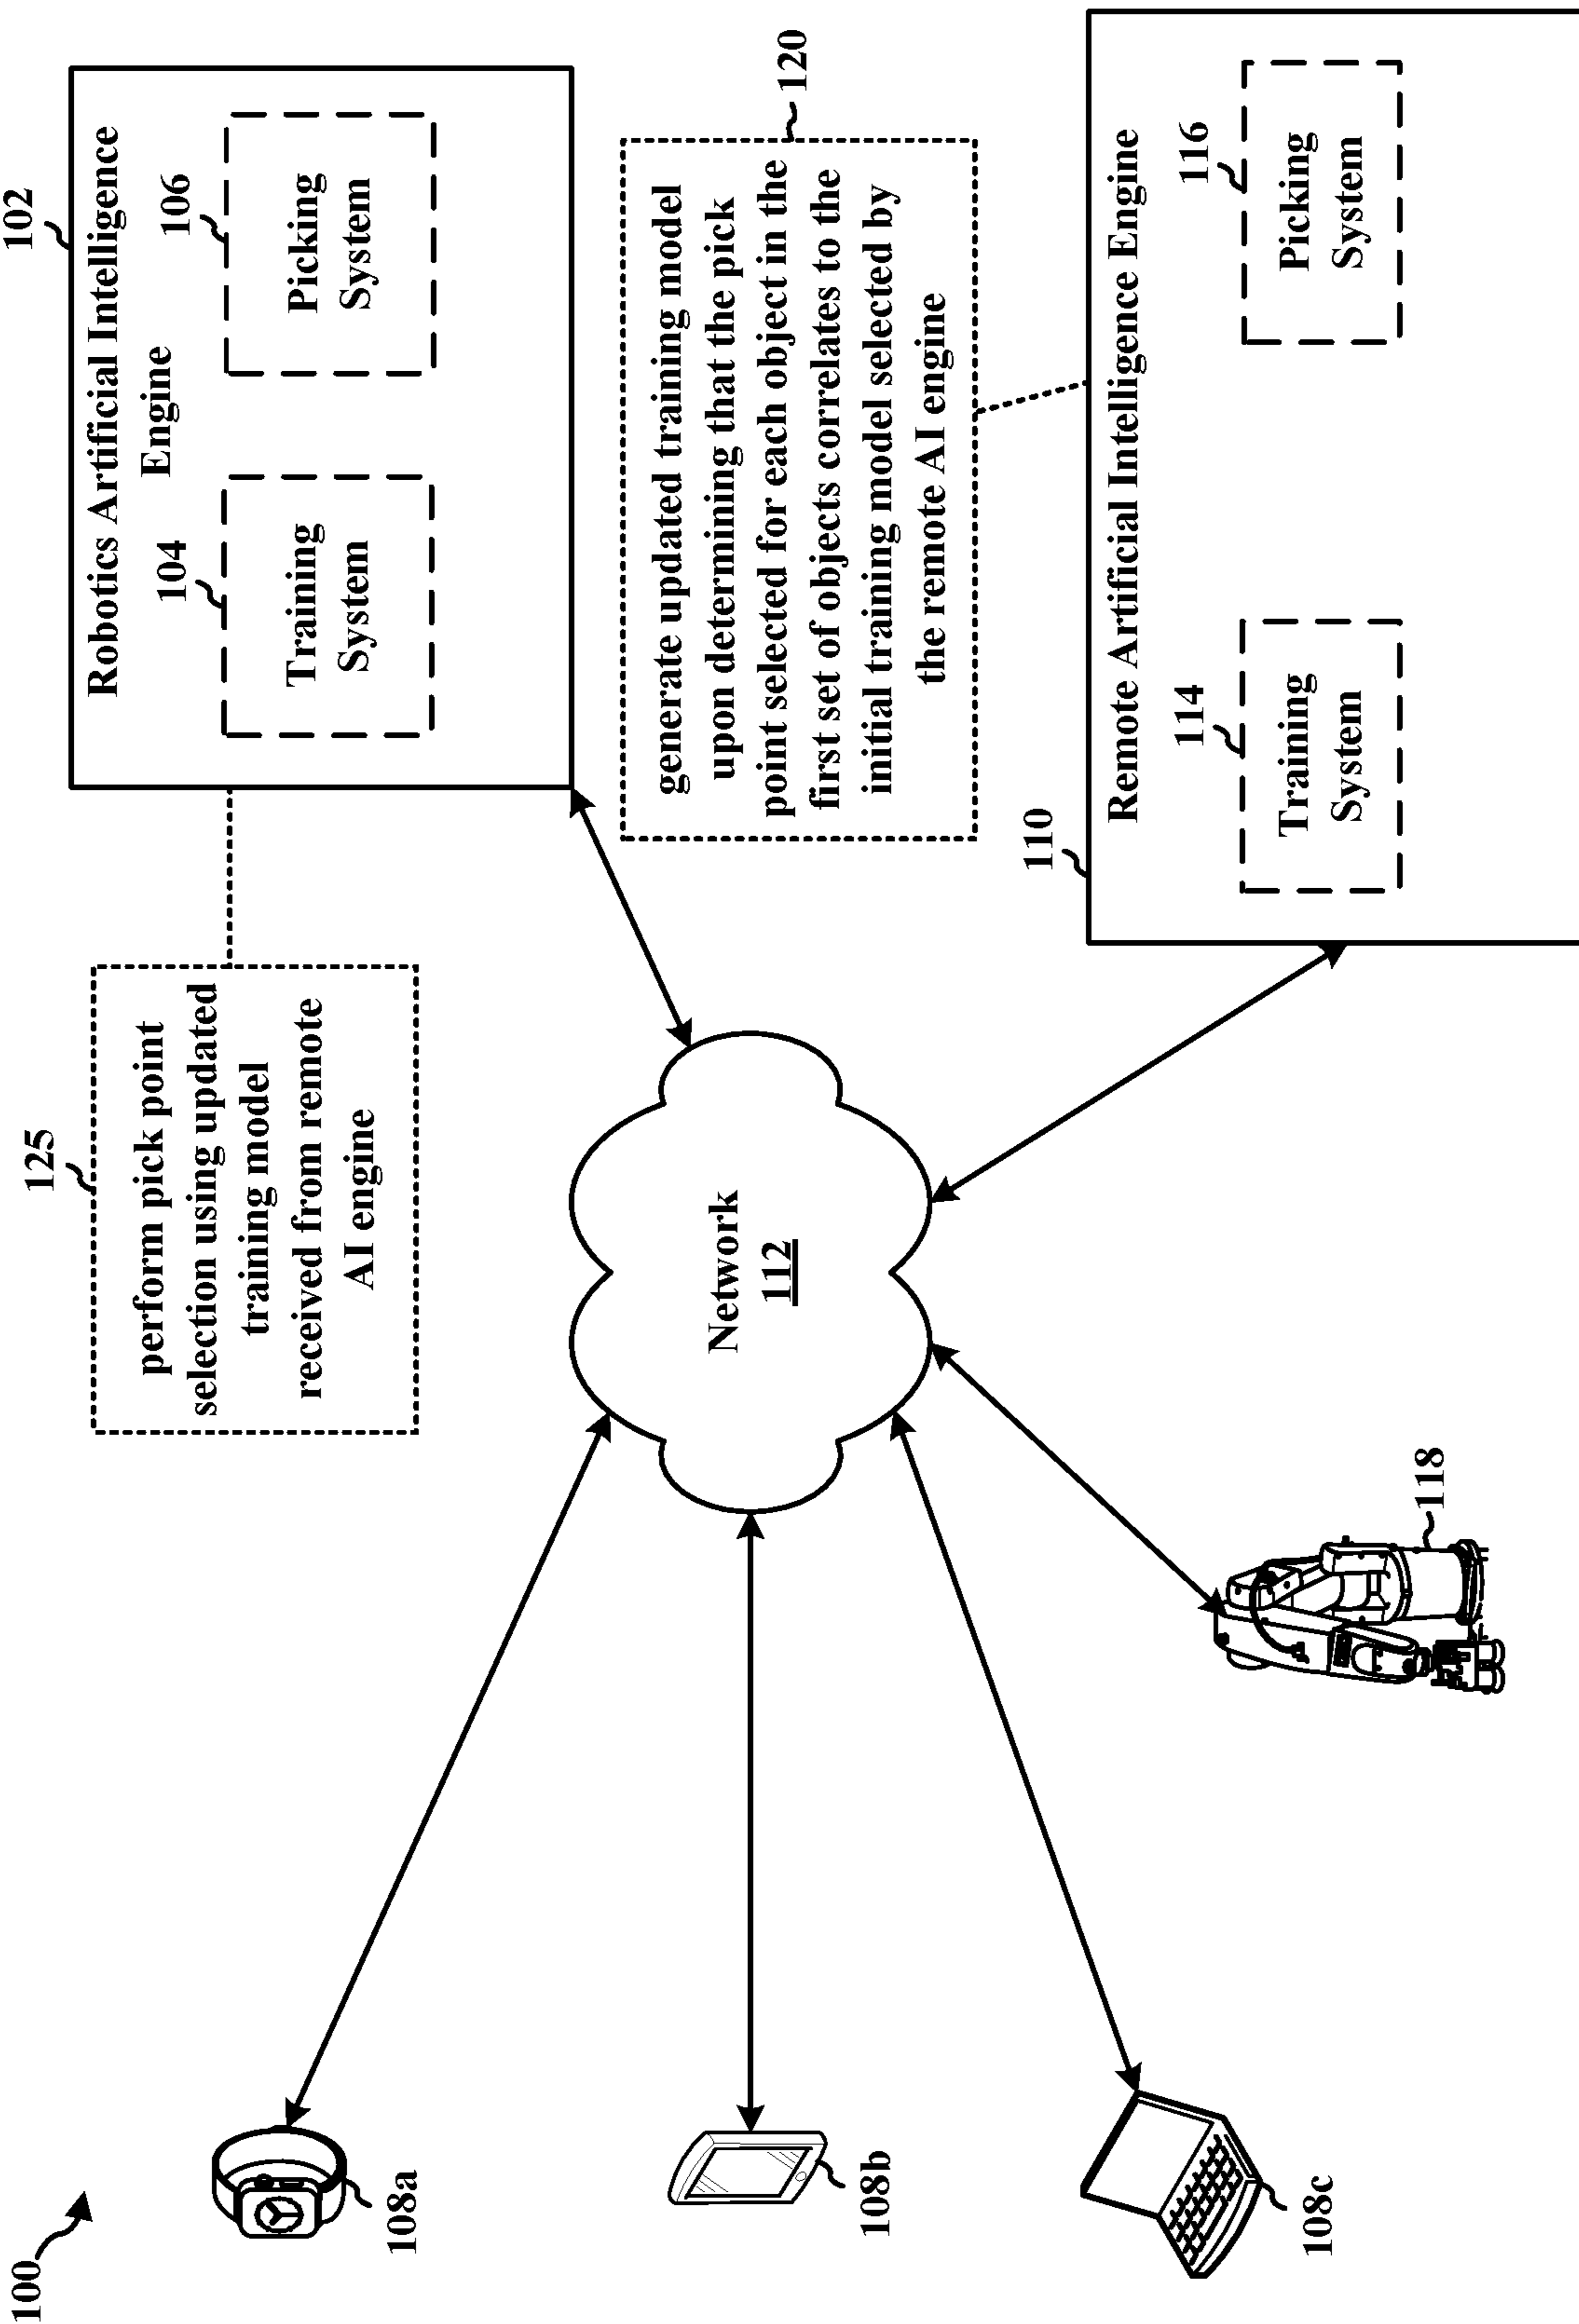 100
102
Robotics Artificial Intelligence
Engine
104
106
Training
System
Picking
System
125
perform pick point
selection using updated
training model
received from remote
AI engine
120
generate updated training model
upon determining that the pick
point selected for each object in the
first set of objects correlates to the
initial training model selected by
the remote AI engine
Network
112
108a
108b
108c
118
110
Remote Artificial Intelligence Engine
114
116
Training
System
Picking
System